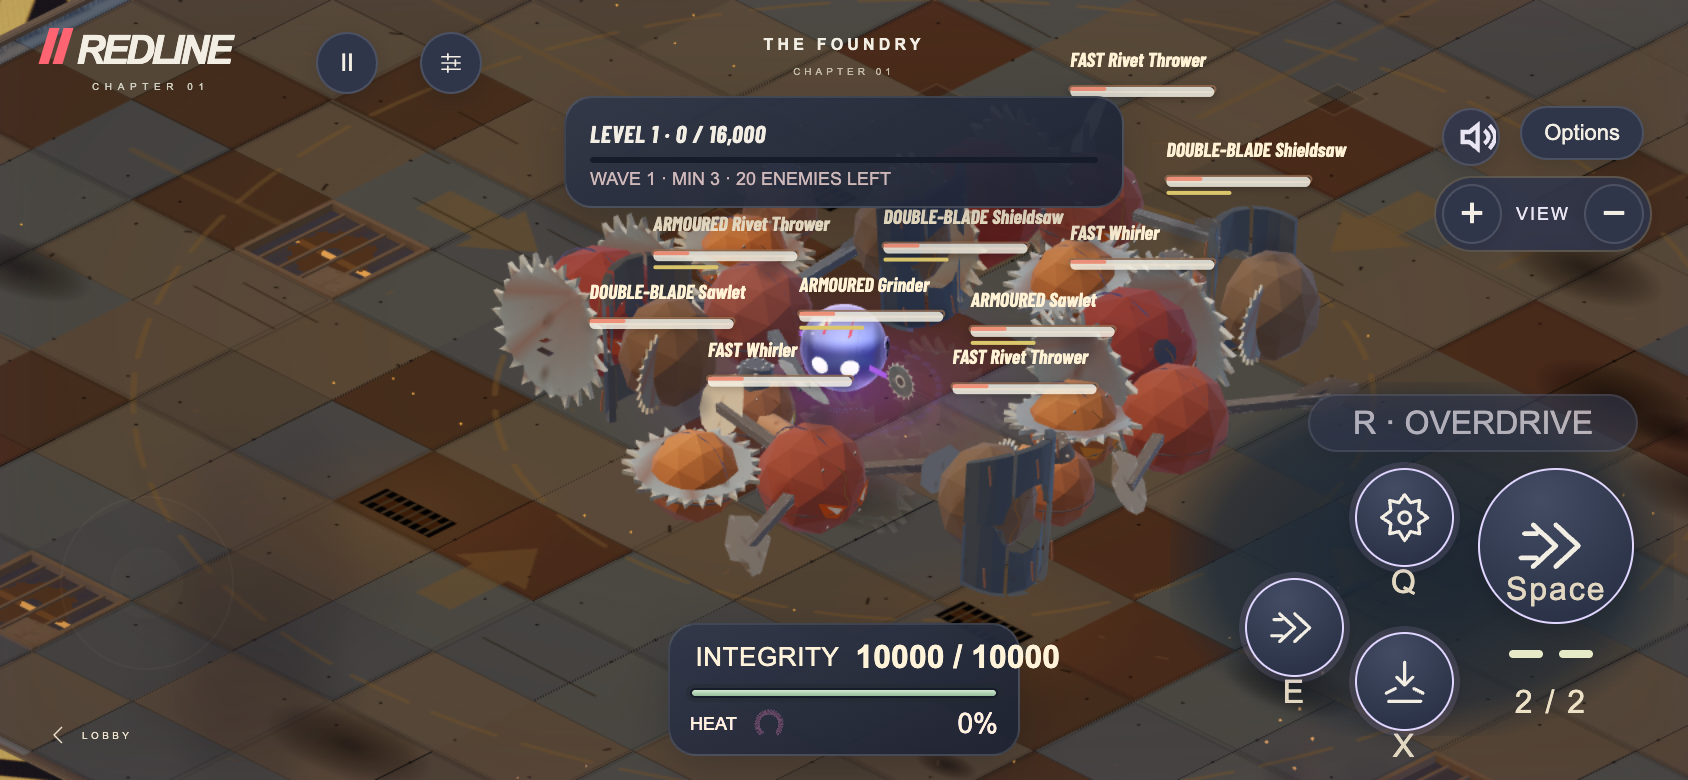 REDLINE
CHAPTER 01
THE FOUNDRY
CHAPTER 01
FAST Rivet Thrower
LEVEL 1 · 0 / 16,000
WAVE 1 · MIN 3 · 20 ENEMIES LEFT
DOUBLE-BLADE Shieldsaw
Options
VIEW
ARMOURED Rivet Thrower
DOUBLE-BLADE Shieldsaw
FAST Whirler
DOUBLE-BLADE Sawlet
ARMOURED Grinder
ARMOURED Sawlet
FAST Whirler
FAST Rivet Thrower
R · OVERDRIVE
Q
Space
E
X
2 / 2
INTEGRITY 10000 / 10000
HEAT 0%
LOBBY